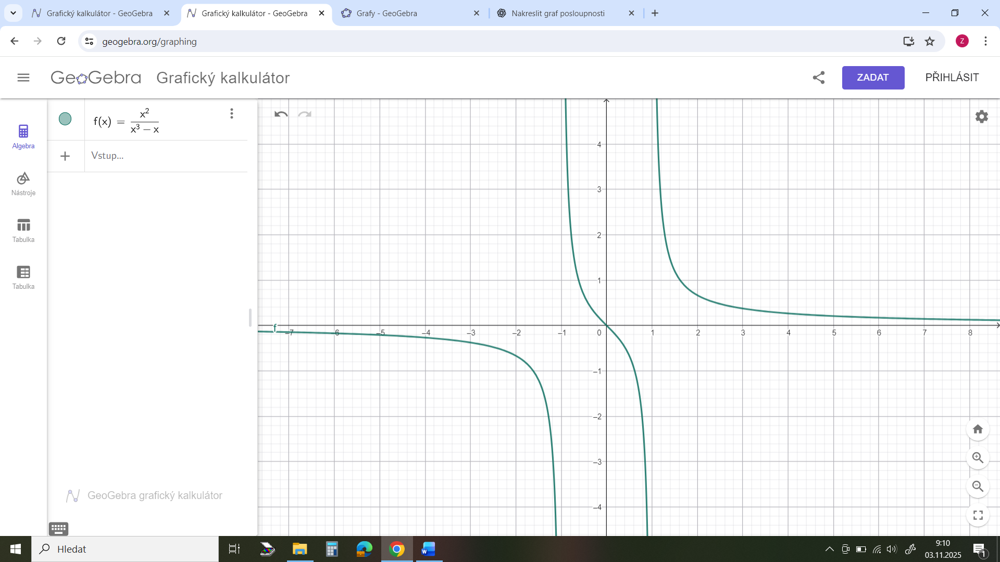 Grafický kalkulátor - GeoGebra
Grafický kalkulátor - GeoGebra
Grafy - GeoGebra
Nakreslit graf posloupnosti
geogebra.org/graphing
Z
GeoGebra
Grafický kalkulátor
ZADAT
PŘIHLÁSIT
Algebra
Nástroje
Tabulka
Tabulka
f(x) = x² / (x³ − x)
Vstup...
GeoGebra grafický kalkulátor
f
4
3
2
1
–7 –6 –5 –4 –3 –2 –1 0 1 2 3 4 5 6 7 8
–1
–2
–3
–4
Hledat
9:10
03.11.2025
1